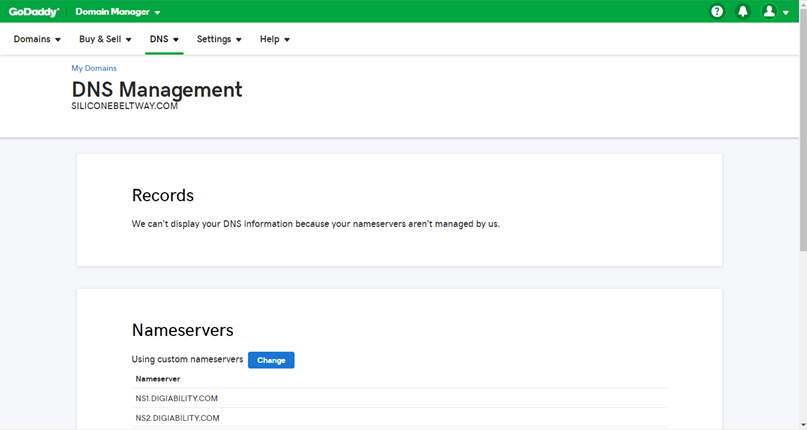 GoDaddy Domain Manager
Domains Buy & Sell DNS Settings Help
My Domains
DNS Management
SILICONEBELTWAY.COM
Records
We can't display your DNS information because your nameservers aren't managed by us.
Nameservers
Using custom nameservers Change
Nameserver
NS1.DIGIABILITY.COM
NS2.DIGIABILITY.COM